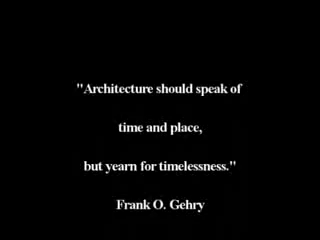 "Architecture should speak of
time and place,
but yearn for timelessness."
Frank O. Gehry